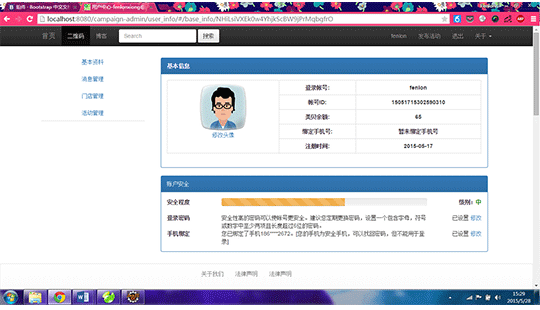 组件 · Bootstrap 中文文
用户中心-fenlonxiong
localhost:8080/campaign-admin/user_info/#/base_info/NHILsiVXEk0w4YhjkScBW9jPrMqbgfrO
首页 二维码 博客 Search 搜索 fenlon 发布活动 退出 关于
基本资料
消息管理
门店管理
活动管理
基本信息
修改头像
登录帐号: fenlon
帐号ID: 15051715302590310
美贝余额: 65
绑定手机号: 暂未绑定手机号
注册时间: 2015-05-17
帐户安全
安全程度 级别: 中
登录密码 安全性高的密码可以使帐号更安全。建议您定期更换密码，设置一个包含字母，符号 已设置 修改
或数字中至少两项且长度超过6位的密码。
手机绑定 您已绑定了手机186****2672。[您的手机为安全手机，可以找回密码，但不能用于登 已设置 修改
录]
关于我们 法律声明 法律声明
15:29
2015/5/28